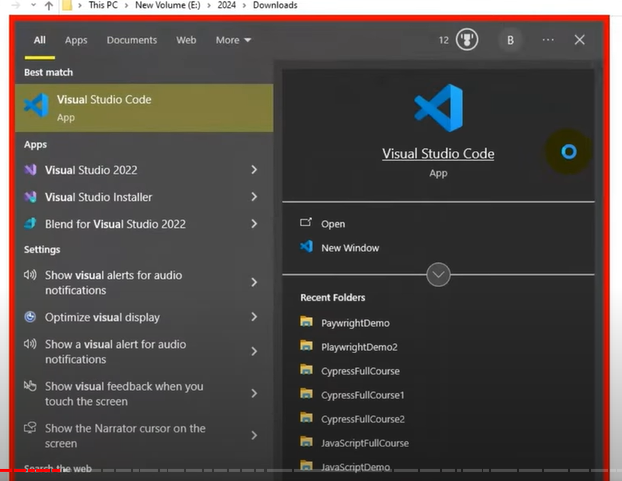 This PC > New Volume (E:) > 2024 > Downloads
All Apps Documents Web More 12 B ...
Best match
Visual Studio Code
App
Apps
Visual Studio 2022
Visual Studio Installer
Blend for Visual Studio 2022
Settings
Show visual alerts for audio
notifications
Optimize visual display
Show a visual alert for audio
notifications
Show visual feedback when you
touch the screen
Show the Narrator cursor on the
screen
Search the web
Visual Studio Code
App
Open
New Window
Recent Folders
PaywrightDemo
PlaywrightDemo2
CypressFullCourse
CypressFullCourse1
CypressFullCourse2
JavaScriptFullCourse
JavaScriptDemo